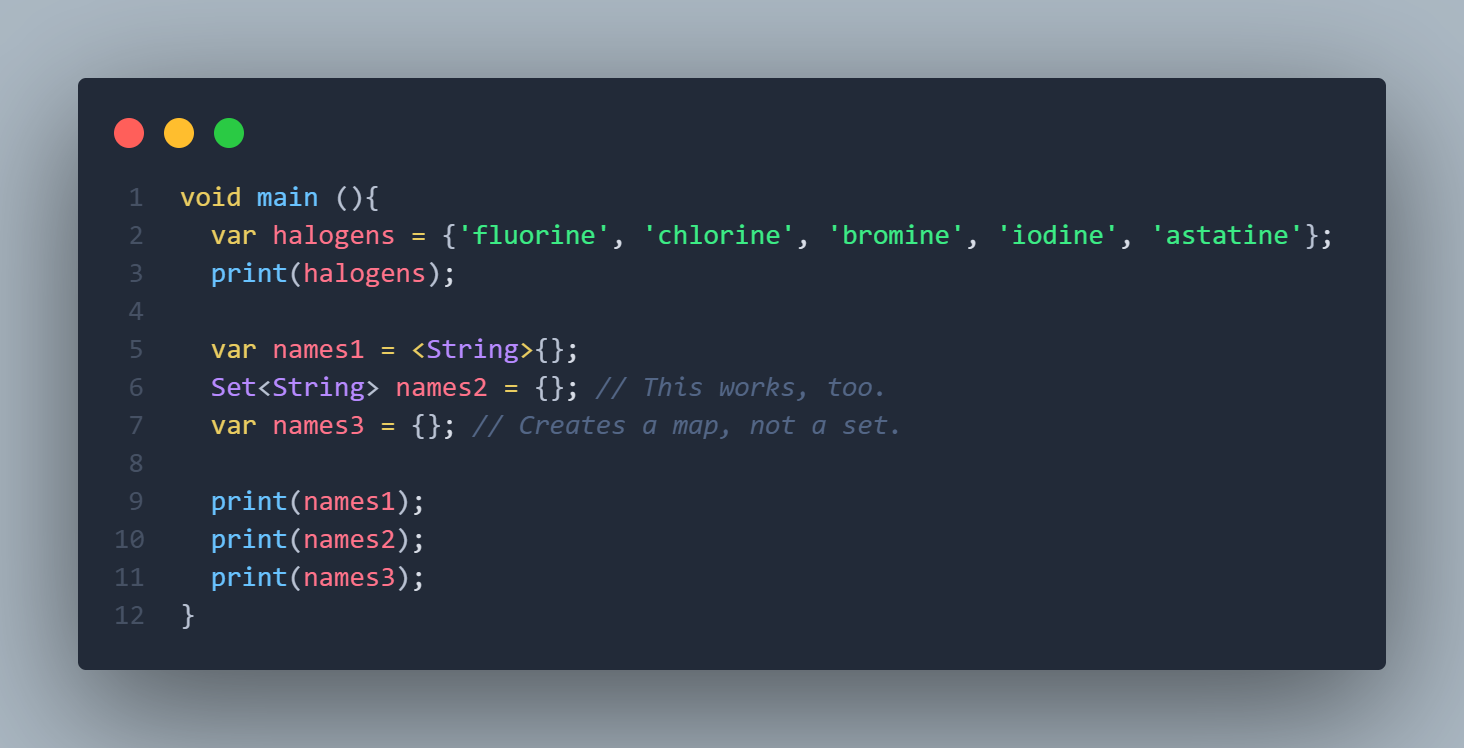 1 void main (){
2   var halogens = {'fluorine', 'chlorine', 'bromine', 'iodine', 'astatine'};
3   print(halogens);
4
5   var names1 = <String>{};
6   Set<String> names2 = {}; // This works, too.
7   var names3 = {}; // Creates a map, not a set.
8
9   print(names1);
10   print(names2);
11   print(names3);
12 }